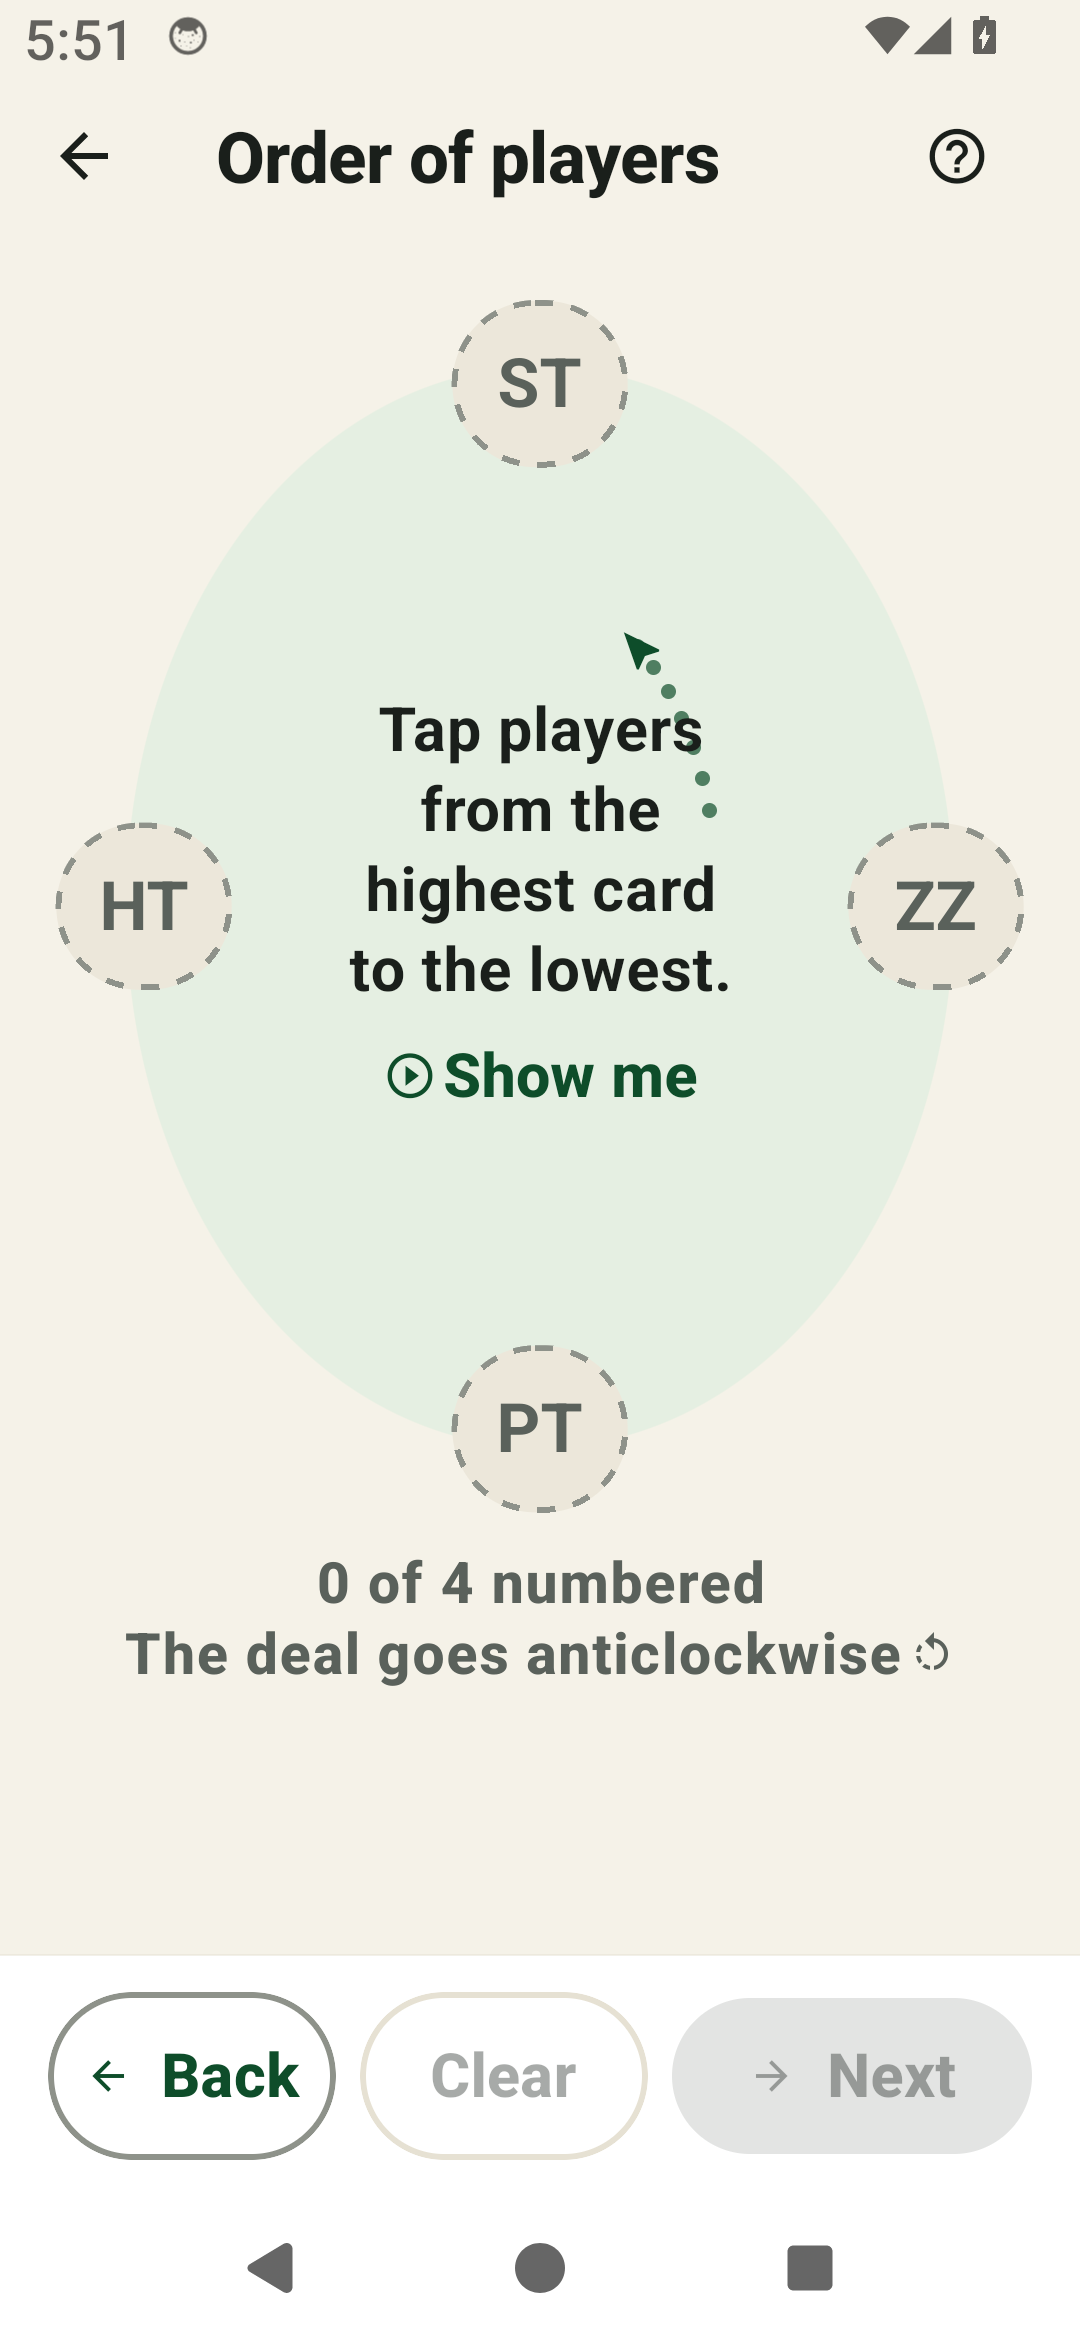 5:51
Order of players
ST
Tap players
from the
highest card
to the lowest.
HT
ZZ
Show me
PT
0 of 4 numbered
The deal goes anticlockwise
Back
Clear
Next